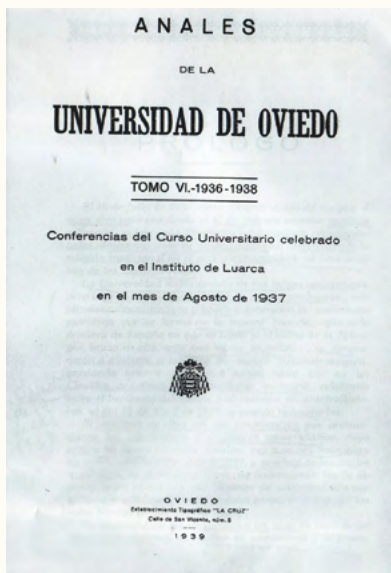 ANALES
DE LA
UNIVERSIDAD DE OVIEDO
TOMO VI.-1936-1938
Conferencias del Curso Universitario celebrado
en el Instituto de Luarca
en el mes de Agosto de 1937
OVIEDO
Establecimiento Tipográfico "LA CRUZ"
Calle de San Vicente, núm. 8
1939